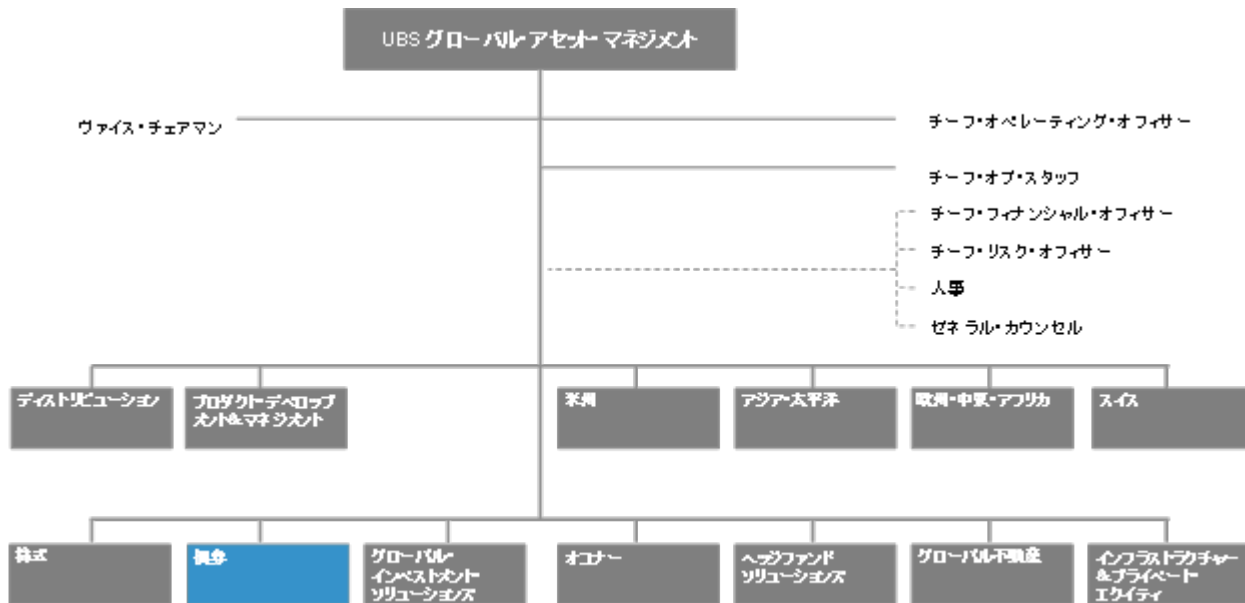 UBS グローバル・アセット・マネジメント
ヴァイス・チェアマン
チーフ・オペレーティング・オフィサー
チーフ・オブ・スタッフ
チーフ・フィナンシャル・オフィサー
チーフ・リスク・オフィサー
人事
ゼネラル・カウンセル
ディストリビューション
プロダクト・デベロップ
メント&マネジメント
米州
アジア・太平洋
欧州・中東・アフリカ
スイス
株式
債券
グローバル・
インベストメント・
ソリューションズ
オコナー
ヘッジファンド
ソリューションズ
グローバル不動産
インフラストラクチャー
&プライベート・
エクイティ